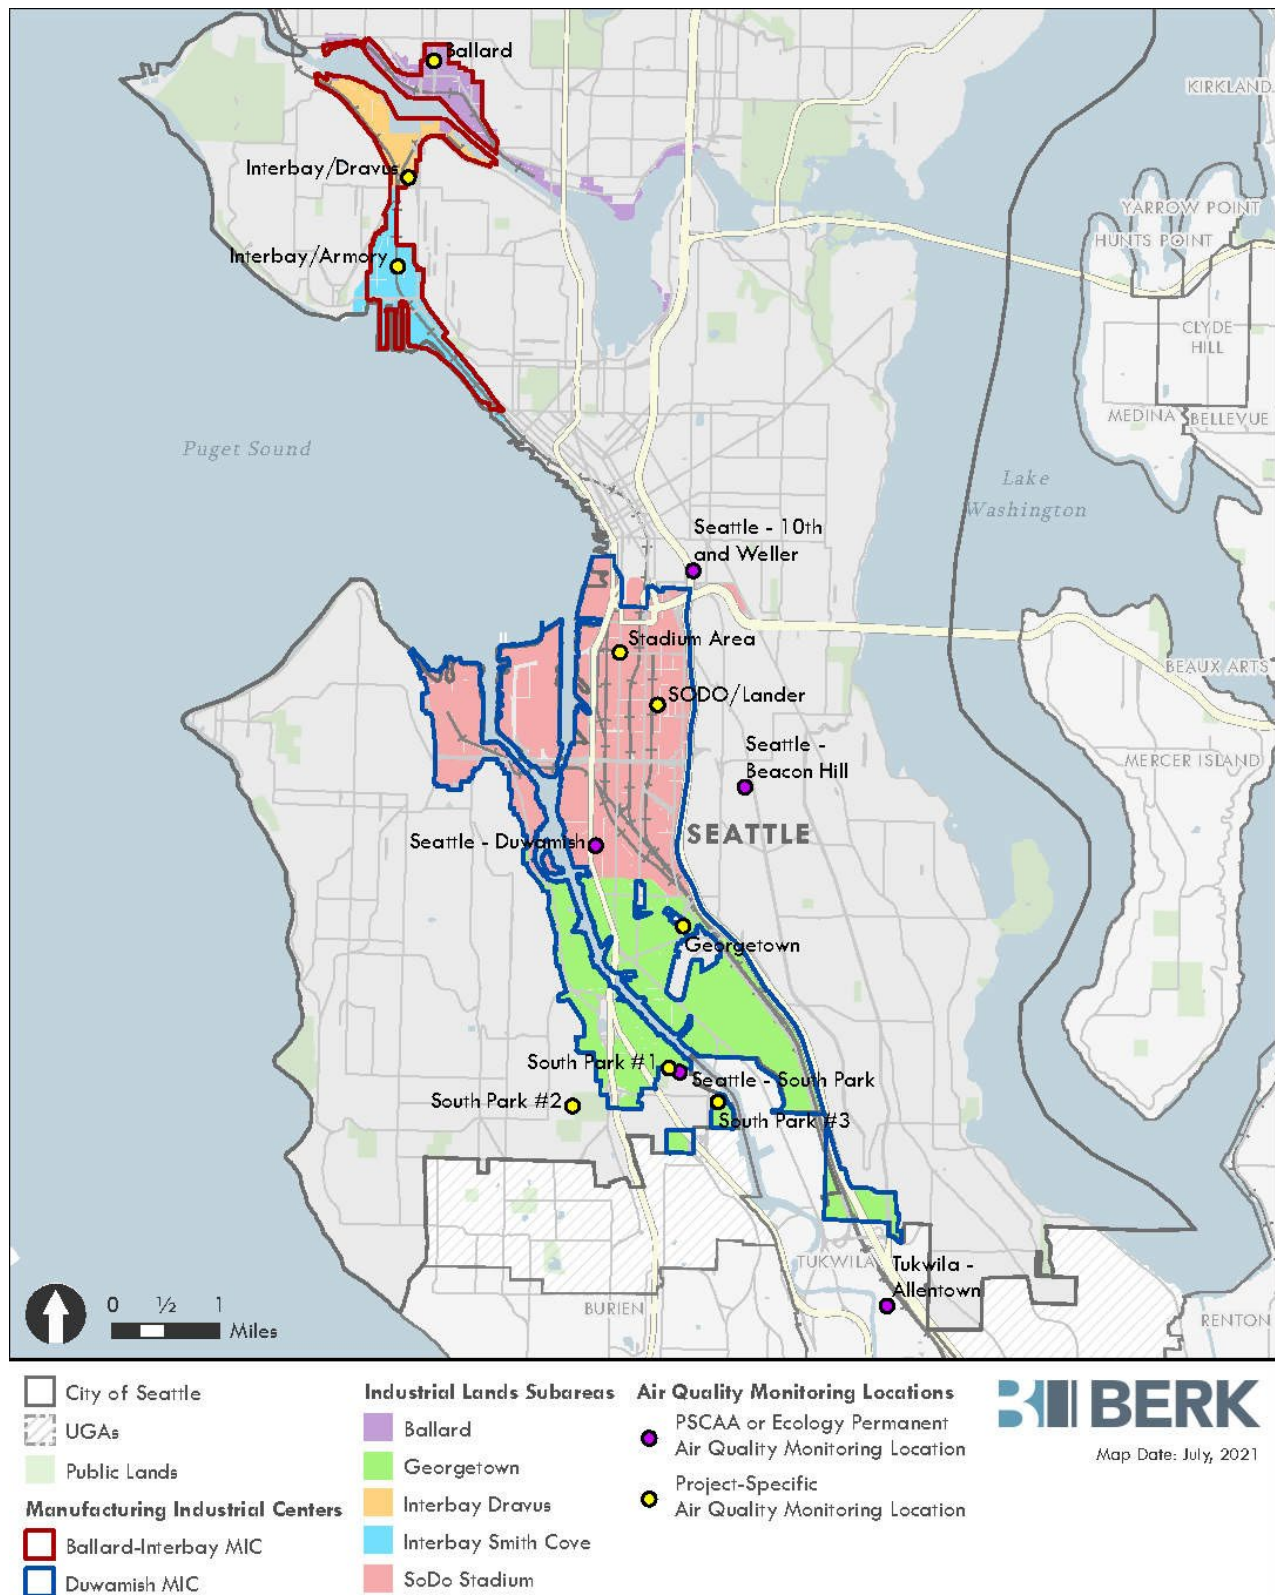 Ballard
KIRKLAND
Interbay/Dravus
YARROW POINT
HUNTS POINT
Interbay/Armory
CLYDE
HILL
MEDINA
BELLEVUE
Puget Sound
Lake
Washington
Seattle - 10th
and Weller
Stadium Area
BEAUX ARTS
SODO/Lander
Seattle -
Beacon Hill
MERCER ISLAND
SEATTLE
Seattle - Duwamish
Georgetown
South Park #1
Seattle - South Park
South Park #2
South Park #3
TUKWILA
Tukwila -
Allentown
BURIEN
RENTON
0 ½ 1
Miles
City of Seattle
UGAs
Public Lands
Manufacturing Industrial Centers
Ballard-Interbay MIC
Duwamish MIC
Industrial Lands Subareas
Ballard
Georgetown
Interbay Dravus
Interbay Smith Cove
SoDo Stadium
Air Quality Monitoring Locations
PSCAA or Ecology Permanent
Air Quality Monitoring Location
Project-Specific
Air Quality Monitoring Location
BERK
Map Date: July, 2021